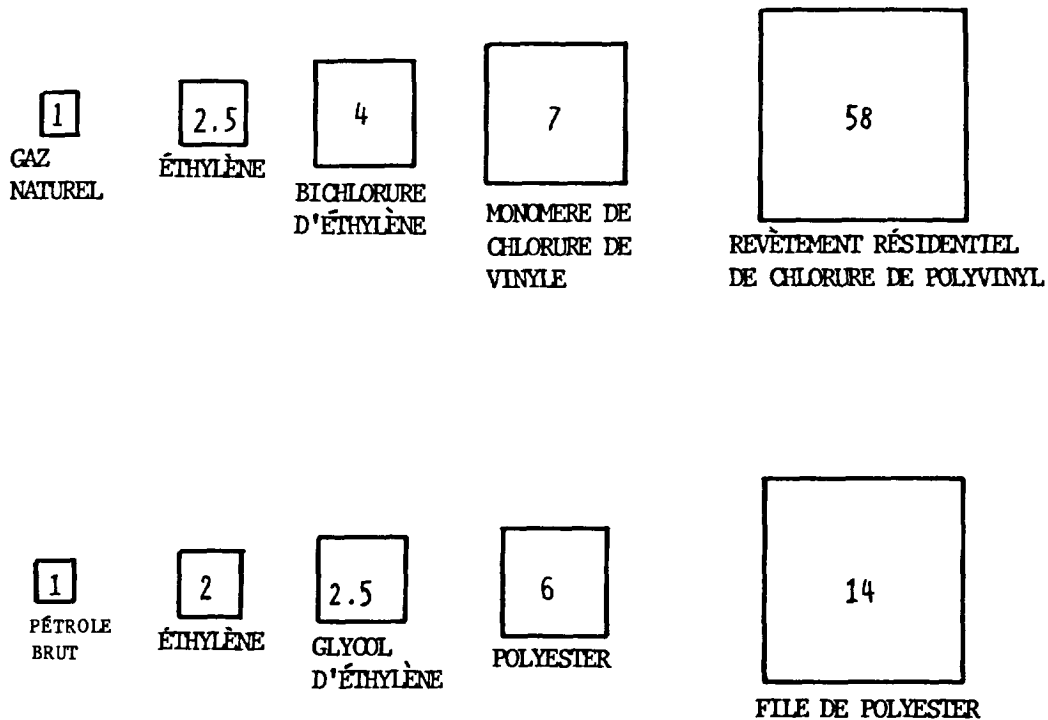 1
GAZ
NATUREL
2.5
ÉTHYLÈNE
4
BICHLORURE
D'ÉTHYLÈNE
7
MONOMERE DE
CHLORURE DE
VINYLE
58
REVÈTEMENT RÉSIDENTIEL
DE CHLORURE DE POLYVINYL
1
PÉTROLE
BRUT
2
ÉTHYLÈNE
2.5
GLYCOL
D'ÉTHYLÈNE
6
POLYESTER
14
FILE DE POLYESTER